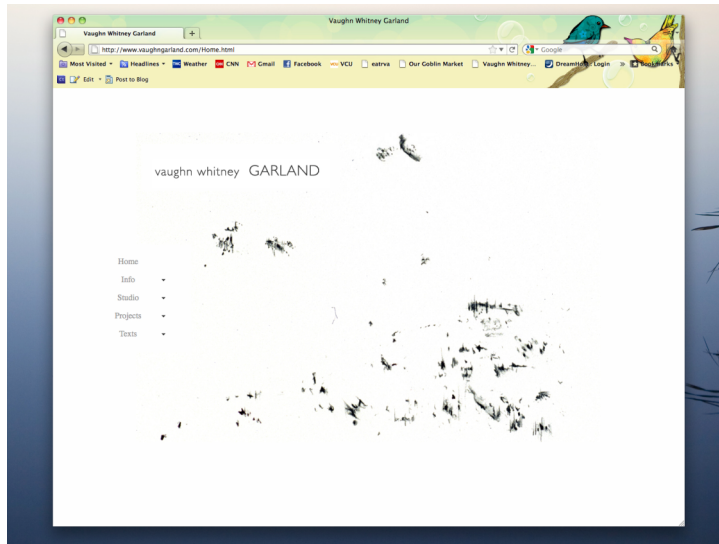 Vaughn Whitney Garland
Vaughn Whitney Garland +
http://www.vaughngarland.com/Home.html Google
Most Visited Headlines Weather CNN Gmail Facebook VCU eatrva Our Goblin Market Vaughn Whitney... DreamHost: Login » Bookmarks
Edit Post to Blog
vaughn whitney GARLAND
Home
Info
Studio
Projects
Texts